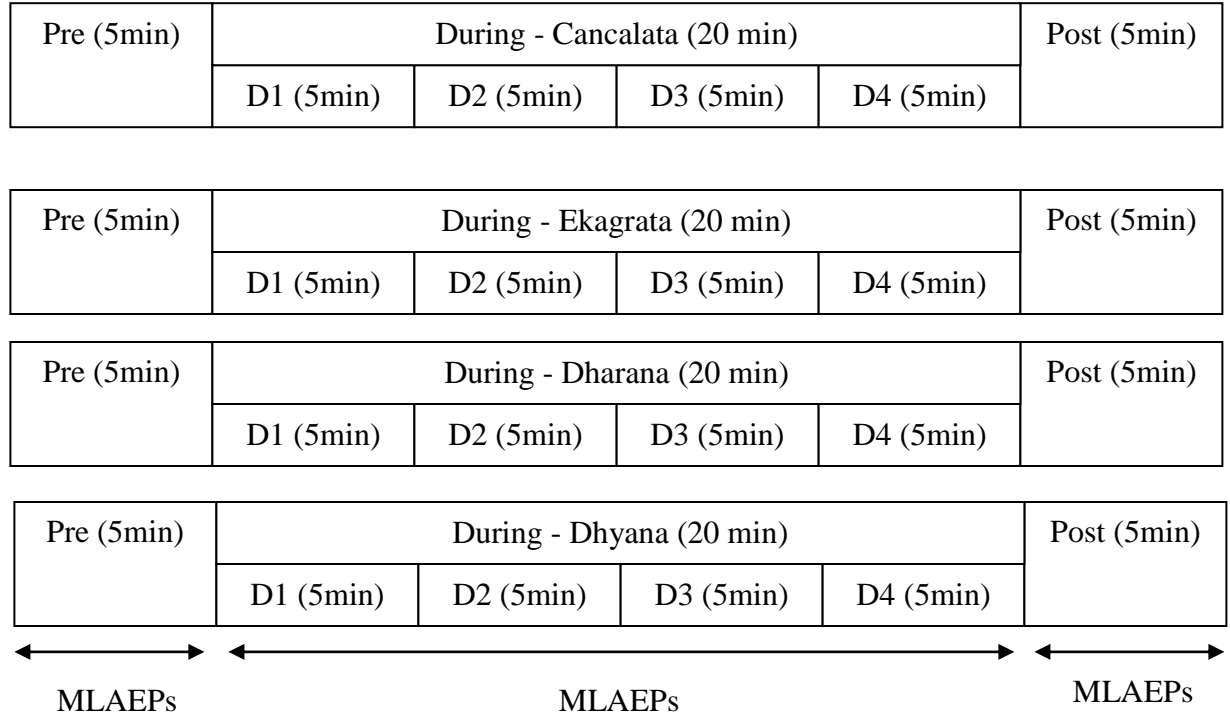 Pre (5min) During - Cancalata (20 min) Post (5min)
D1 (5min) D2 (5min) D3 (5min) D4 (5min)
Pre (5min) During - Ekagrata (20 min) Post (5min)
D1 (5min) D2 (5min) D3 (5min) D4 (5min)
Pre (5min) During - Dharana (20 min) Post (5min)
D1 (5min) D2 (5min) D3 (5min) D4 (5min)
Pre (5min) During - Dhyana (20 min) Post (5min)
D1 (5min) D2 (5min) D3 (5min) D4 (5min)
MLAEPs MLAEPs MLAEPs